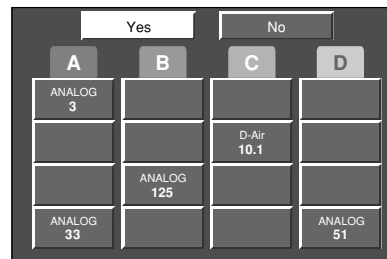 Yes No
A B C D
ANALOG
3
D-Air
10.1
ANALOG
125
ANALOG ANALOG
33 51